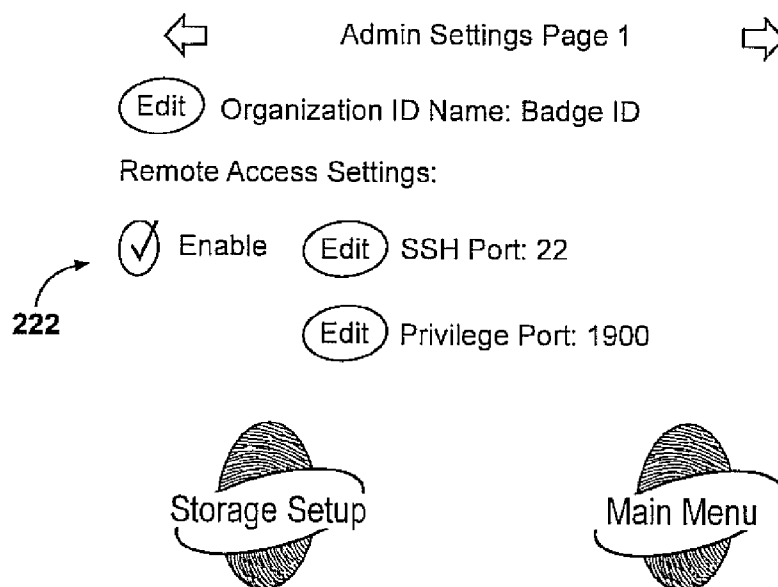 Admin Settings Page 1
Edit Organization ID Name: Badge ID
Remote Access Settings:
Enable Edit SSH Port: 22
222
Edit Privilege Port: 1900
Storage Setup Main Menu